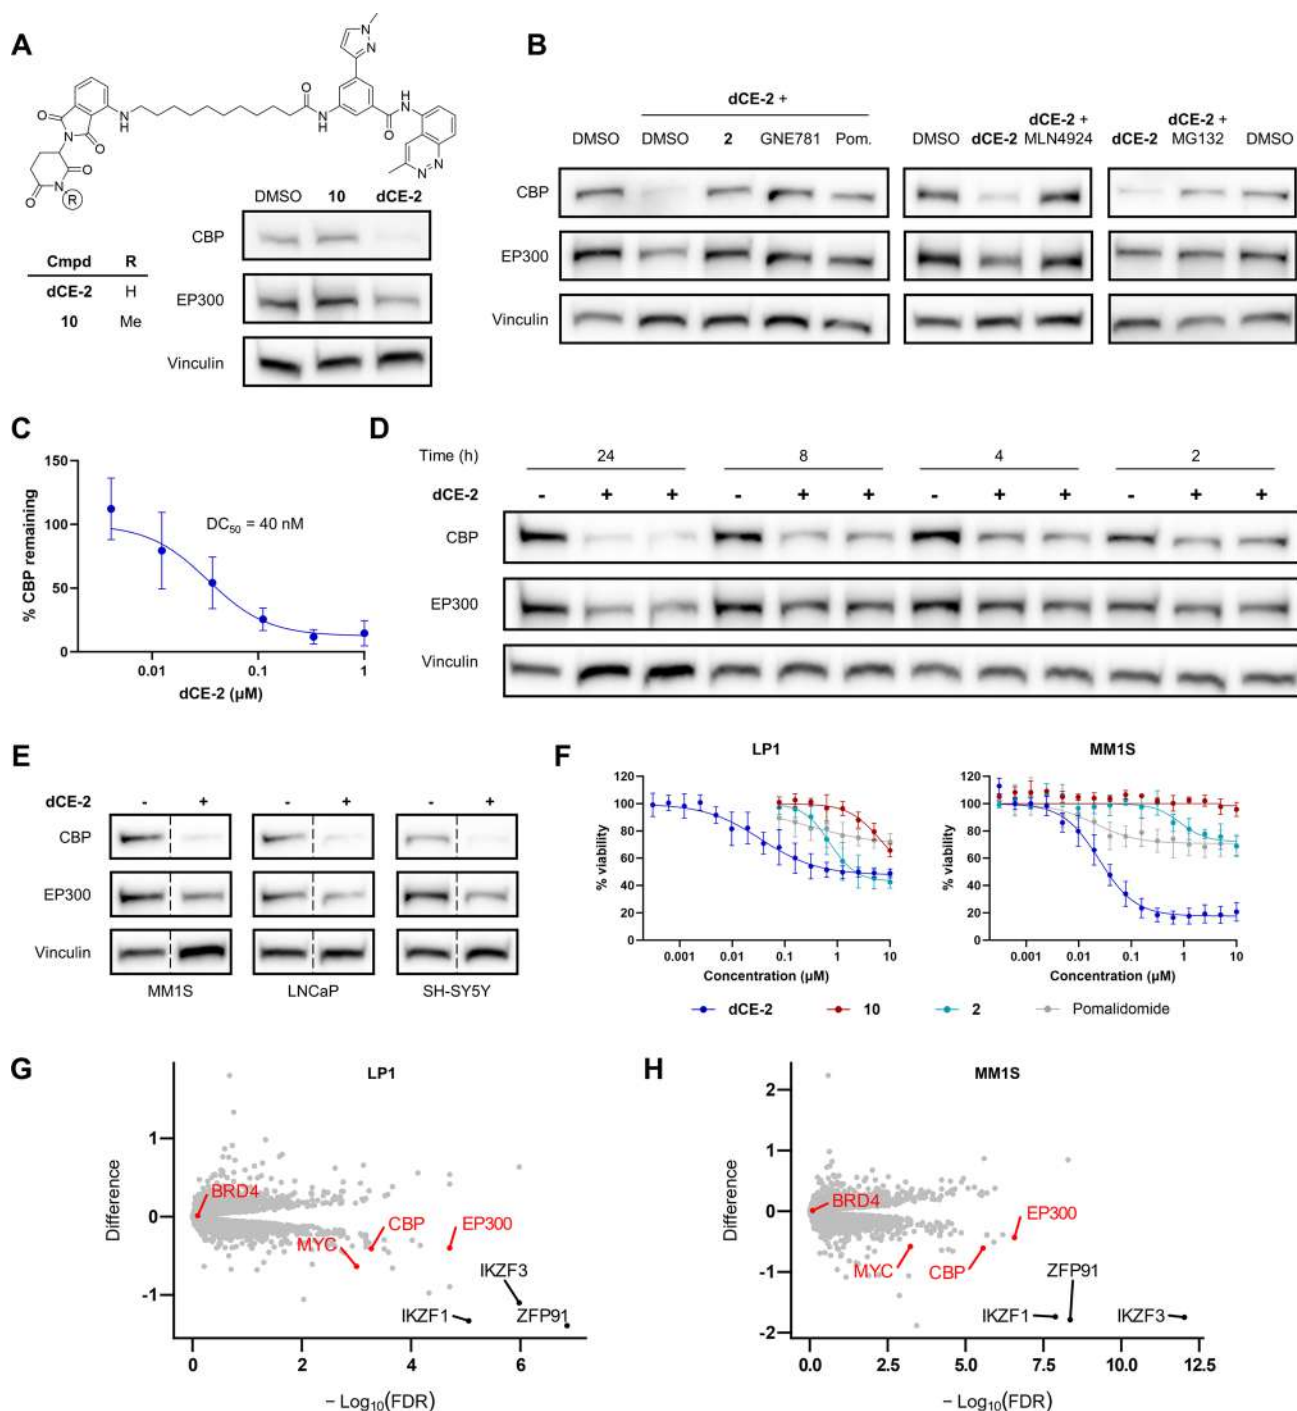 A
N
N
O
N
H
O
N
O
O
N
R
O
N
H
O
H
N
N
N
Cmpd R
dCE-2 H
10 Me
DMSO 10 dCE-2
CBP
EP300
Vinculin
B
dCE-2 +
DMSO DMSO 2 GNE781 Pom.
dCE-2 + 
DMSO dCE-2 MLN4924
dCE-2 +
dCE-2 MG132 DMSO
CBP
EP300
Vinculin
C
150
100
50
0
% CBP remaining
DC50 = 40 nM
0.01 0.1 1
dCE-2 (µM)
D
Time (h) 24 8 4 2
dCE-2 - + + - + + - + + - + +
CBP
EP300
Vinculin
E
dCE-2 - + - + - +
CBP
EP300
Vinculin
MM1S LNCaP SH-SY5Y
F
LP1
120
100
80
60
40
20
0
% viability
0.001 0.01 0.1 1 10
Concentration (µM)
MM1S
120
100
80
60
40
20
0
% viability
0.001 0.01 0.1 1 10
Concentration (µM)
dCE-2 10 2 Pomalidomide
G
LP1
1
0
-1
Difference
BRD4
MYC
CBP
EP300
IKZF3
IKZF1
ZFP91
0 2 4 6
− Log10(FDR)
H
MM1S
2
1
0
-1
-2
Difference
BRD4
EP300
MYC
CBP
ZFP91
IKZF1
IKZF3
0.0 2.5 5.0 7.5 10.0 12.5
− Log10(FDR)